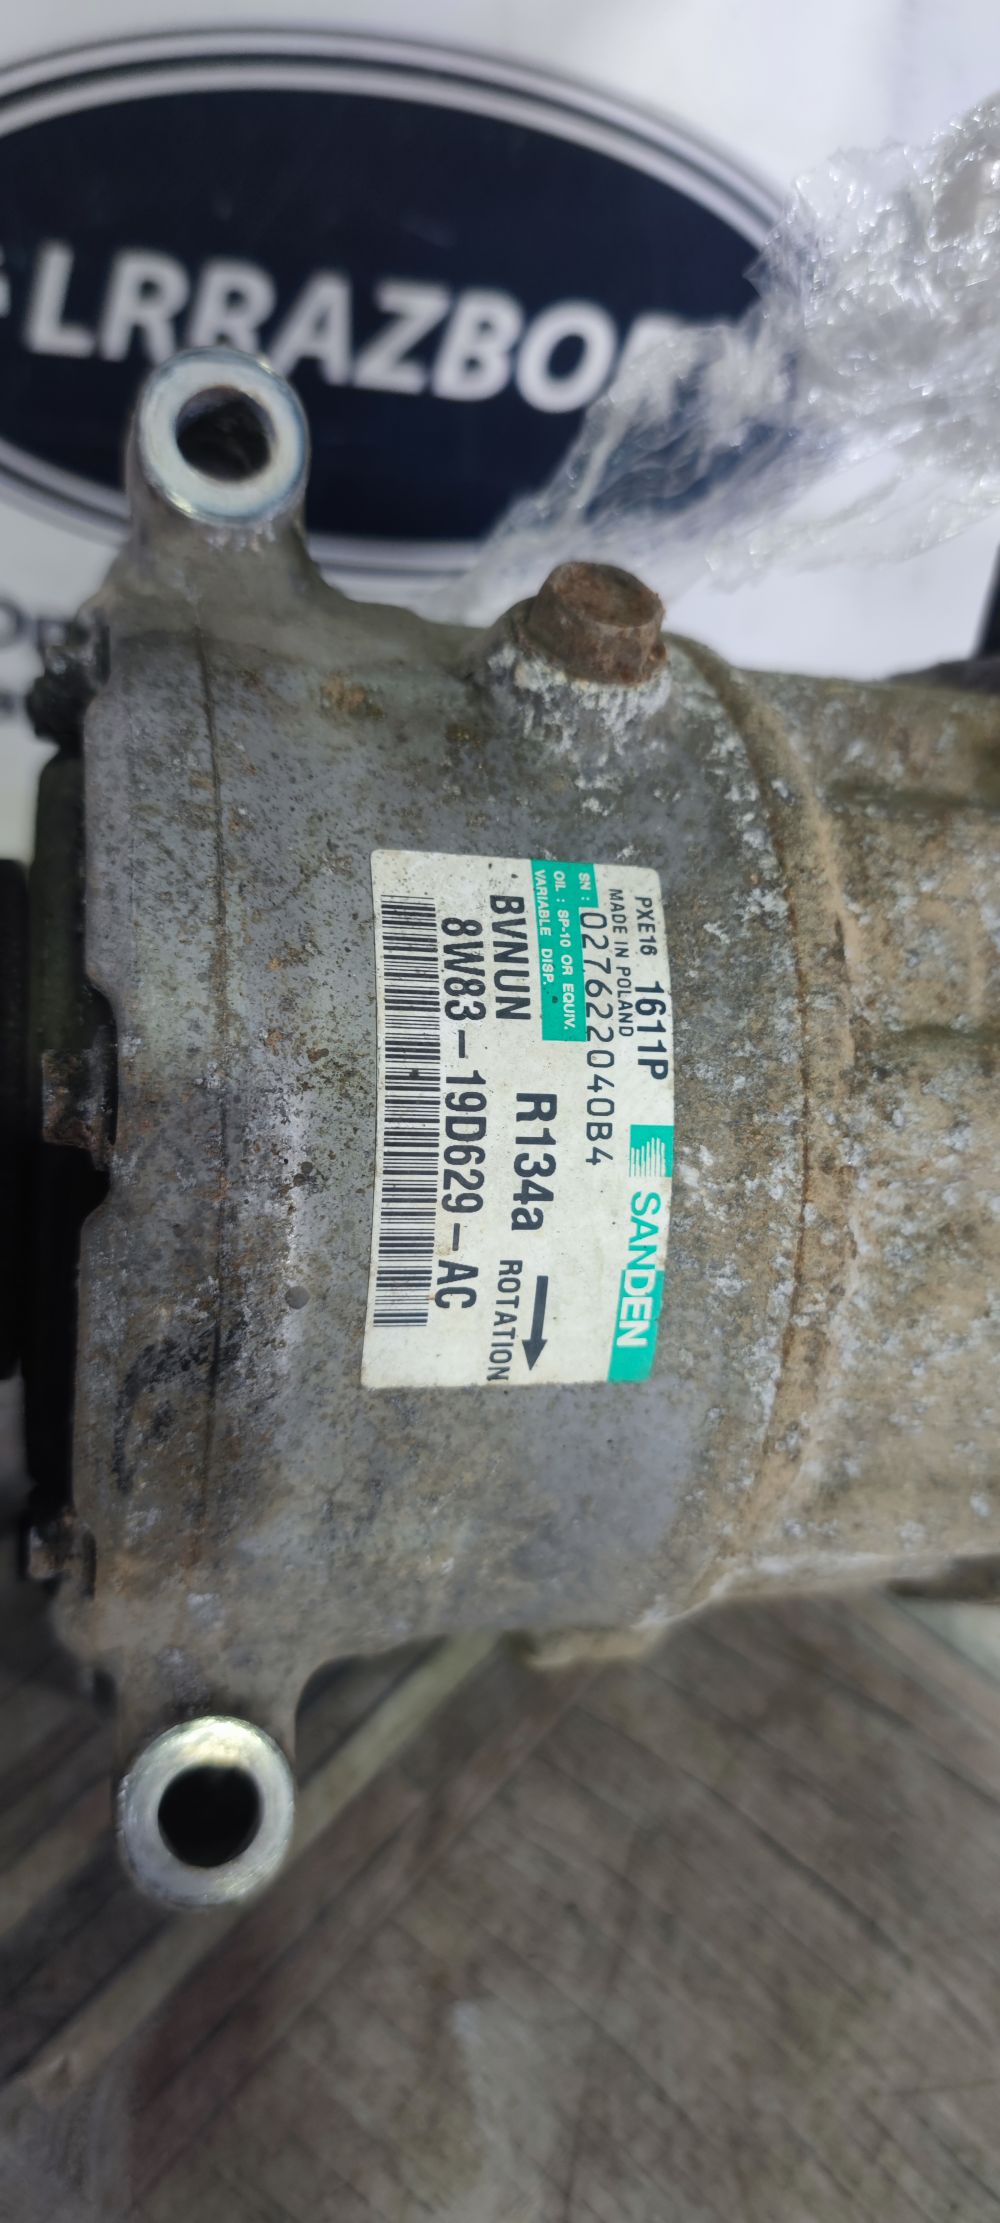 LRRAZBO
PXE16 1611P
SANDEN
MADE IN POLAND
SN: 027622040B4
OIL : SP-10 OR EQUIV.
VARIABLE DISP.
BVNUN R134a
ROTATION
8W83-19D629-AC